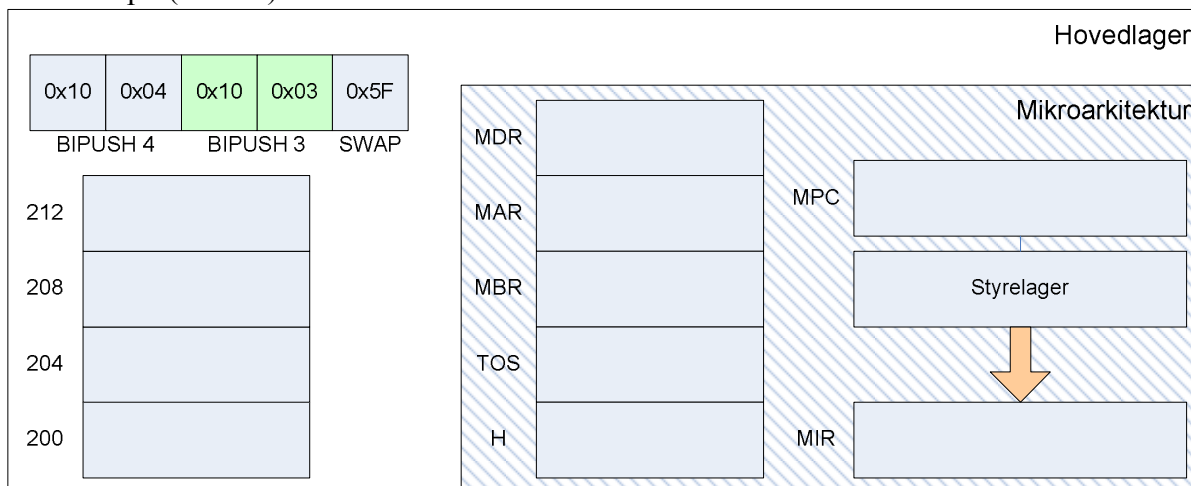 Hovedlager
0x10 0x04 0x10 0x03 0x5F
BIPUSH 4 BIPUSH 3 SWAP
Mikroarkitektur
MDR
MPC
212
MAR
208
MBR
Styrelager
204
TOS
200
H
MIR